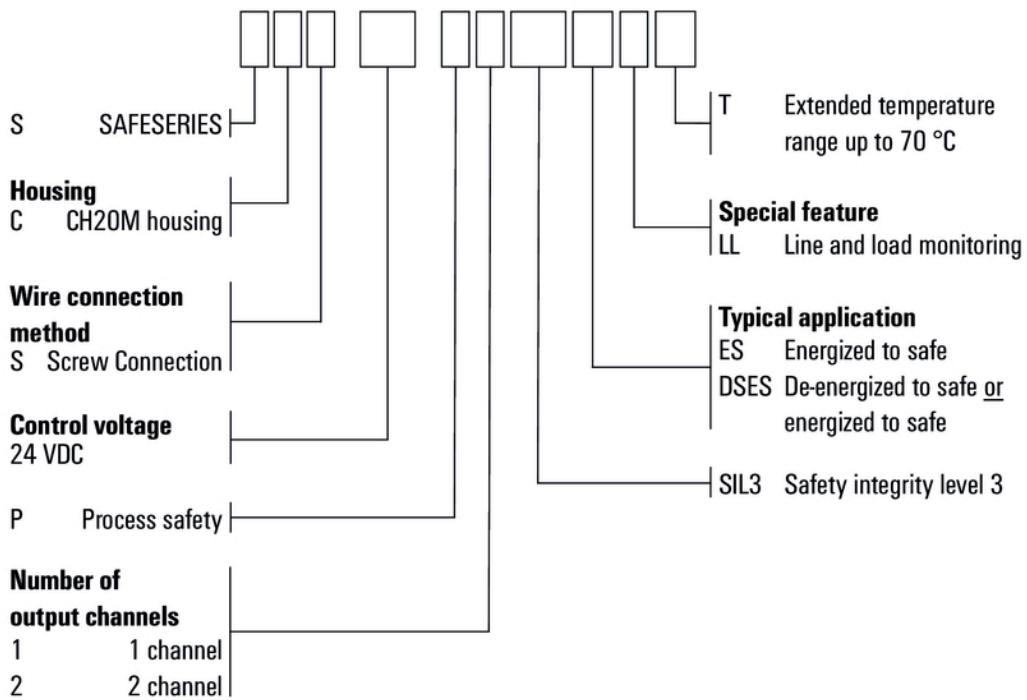 S SAFESERIES
Housing
C CH20M housing
Wire connection
method
S Screw Connection
Control voltage
24 VDC
P Process safety
Number of
output channels
1 1 channel
2 2 channel
T Extended temperature
range up to 70 °C
Special feature
LL Line and load monitoring
Typical application
ES Energized to safe
DSES De-energized to safe or
energized to safe
SIL3 Safety integrity level 3